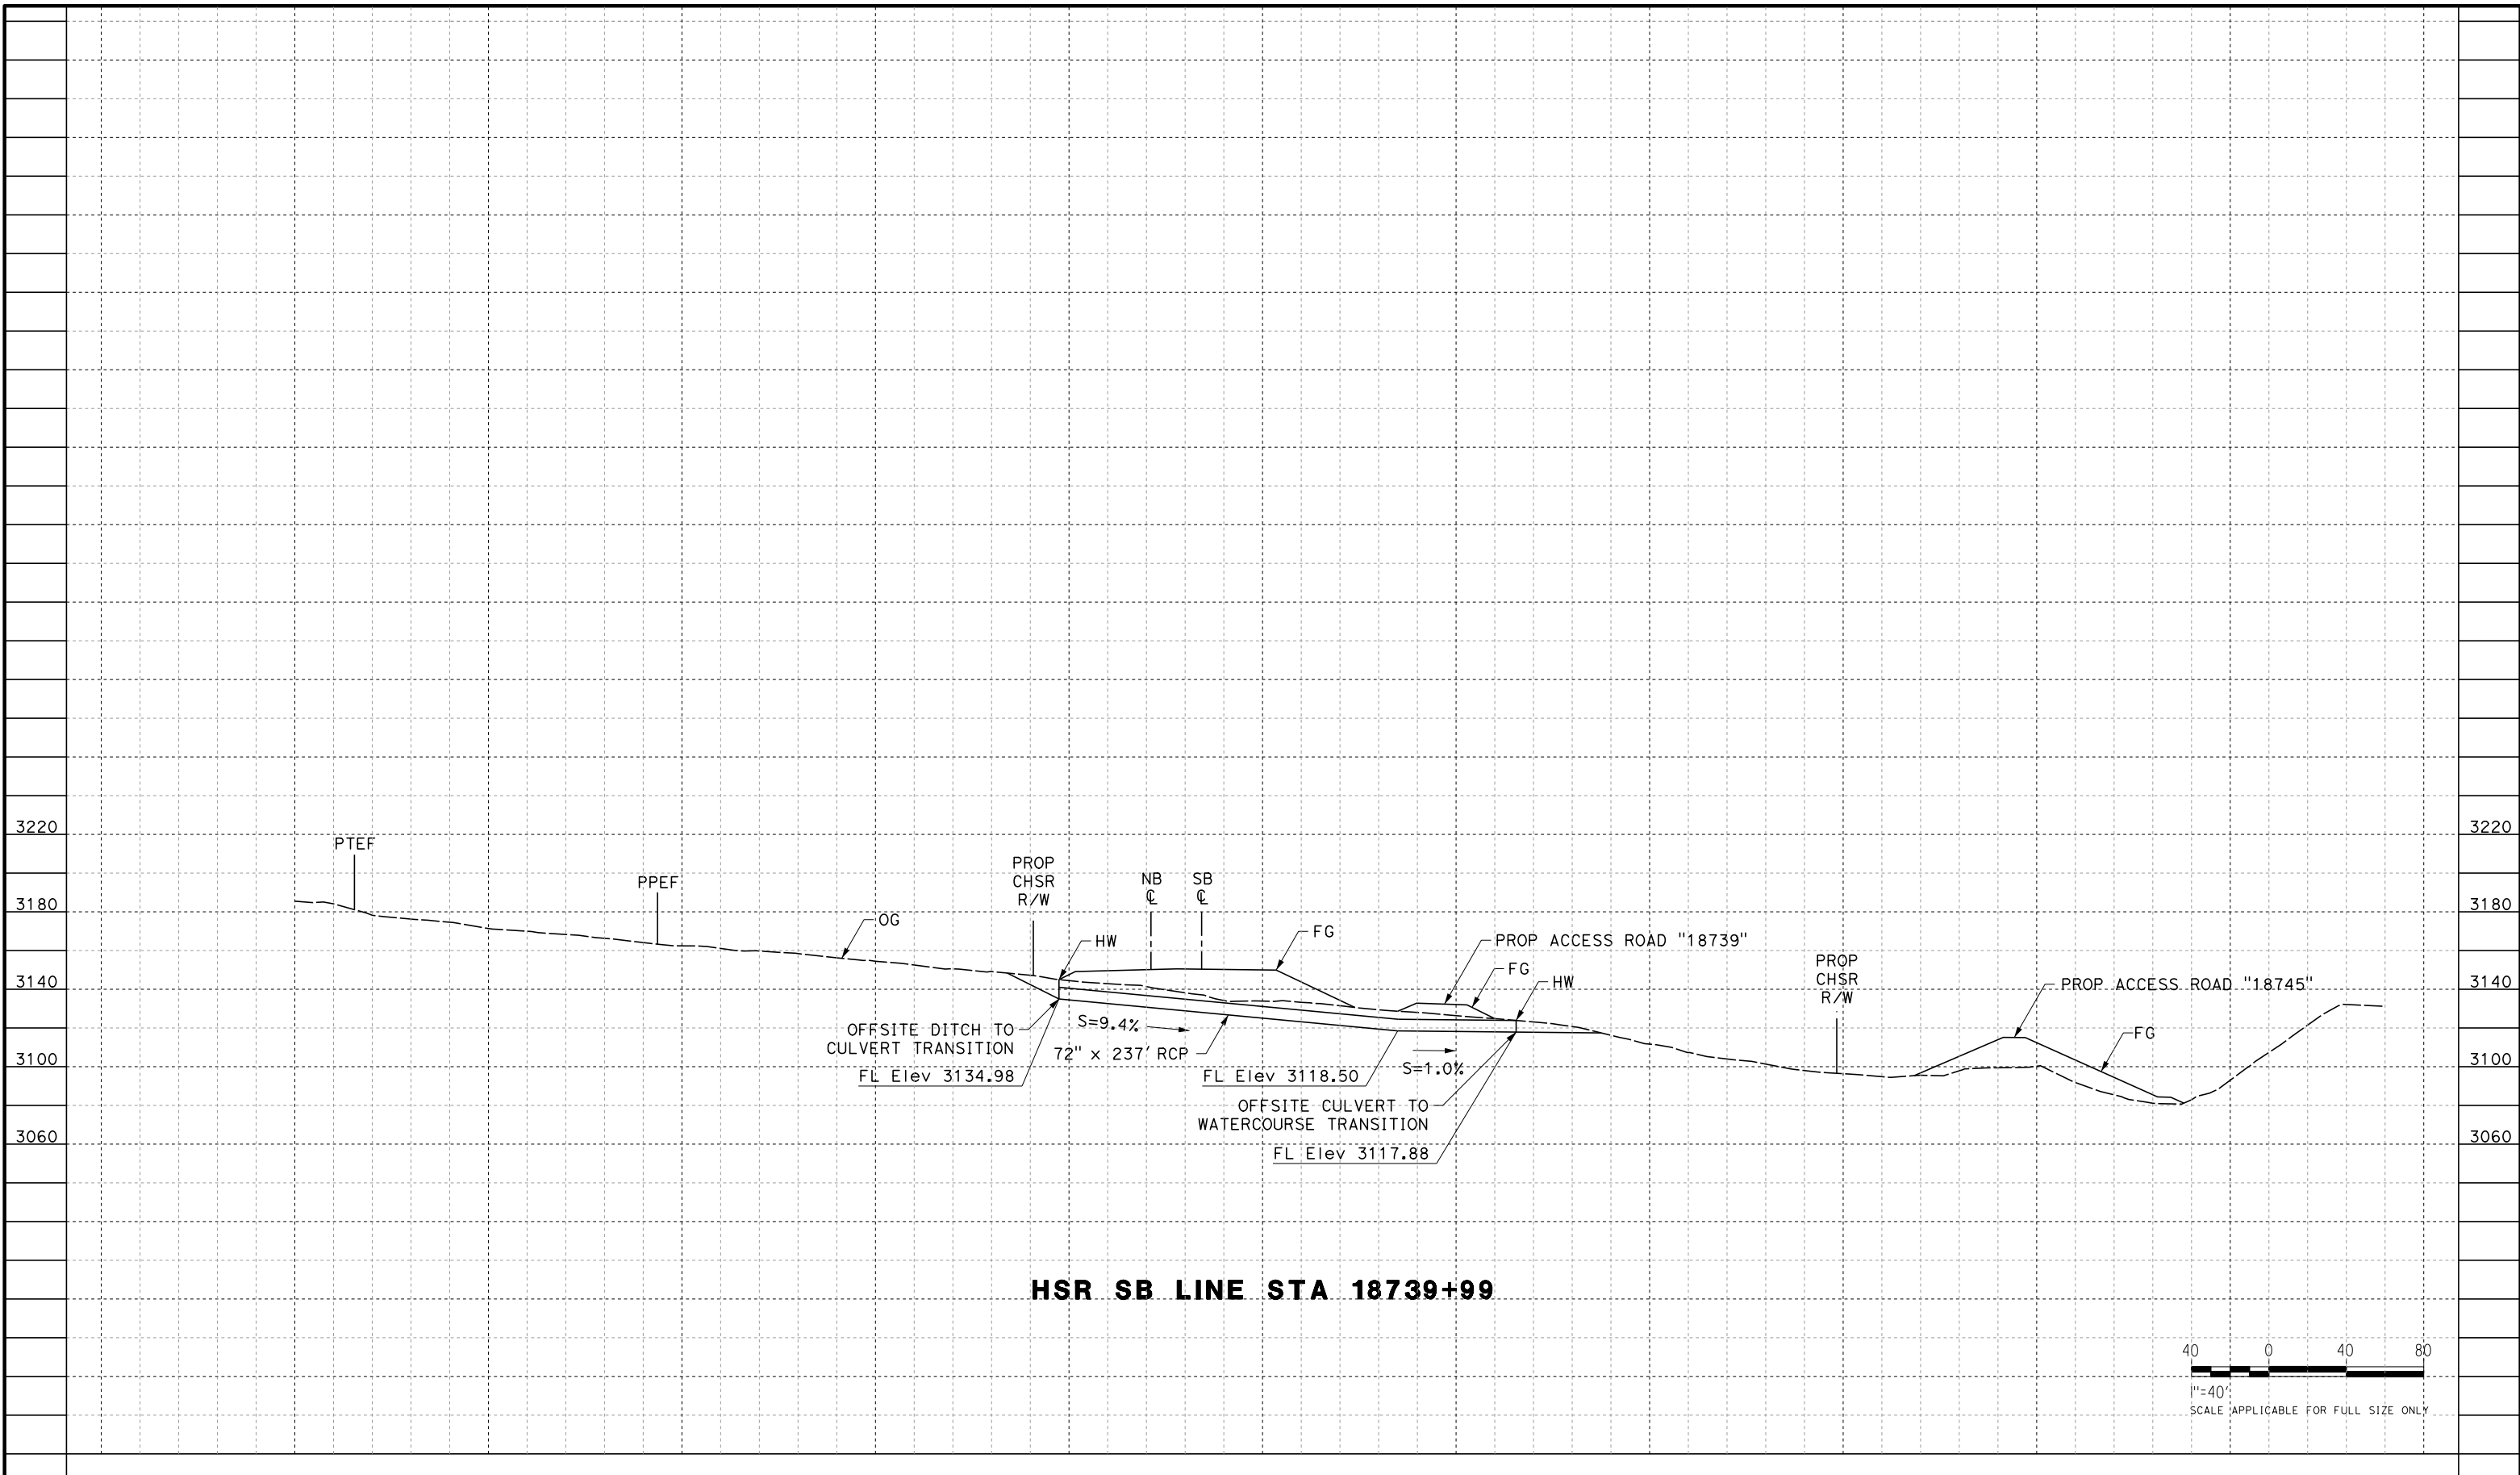 3220
3220
PTEF
PPEF
PROP
CHSR
R/W
NB
℄
SB
℄
3180
3180
OG
HW
FG
PROP ACCESS ROAD "18739"
FG
HW
PROP
CHSR
R/W
PROP ACCESS ROAD "18745"
FG
3140
3140
OFFSITE DITCH TO
CULVERT TRANSITION
FL Elev 3134.98
S=9.4%
72" x 237' RCP
FL Elev 3118.50
S=1.0%
3100
3100
OFFSITE CULVERT TO
WATERCOURSE TRANSITION
FL Elev 3117.88
3060
3060
HSR SB LINE STA 18739+99
40 0 40 80
1"=40'
SCALE APPLICABLE FOR FULL SIZE ONLY